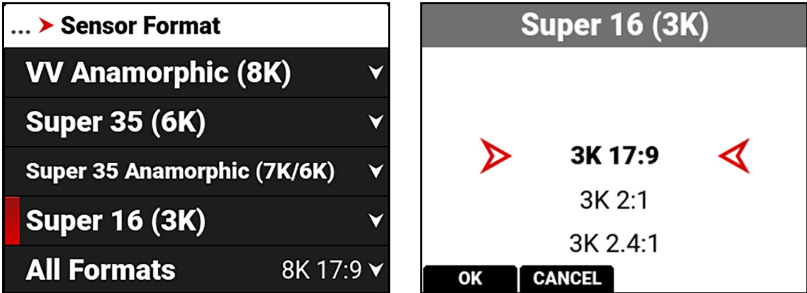 ... Sensor Format
VV Anamorphic (8K)
Super 35 (6K)
Super 35 Anamorphic (7K/6K)
Super 16 (3K)
All Formats 8K 17:9
Super 16 (3K)
3K 17:9
3K 2:1
3K 2.4:1
OK CANCEL